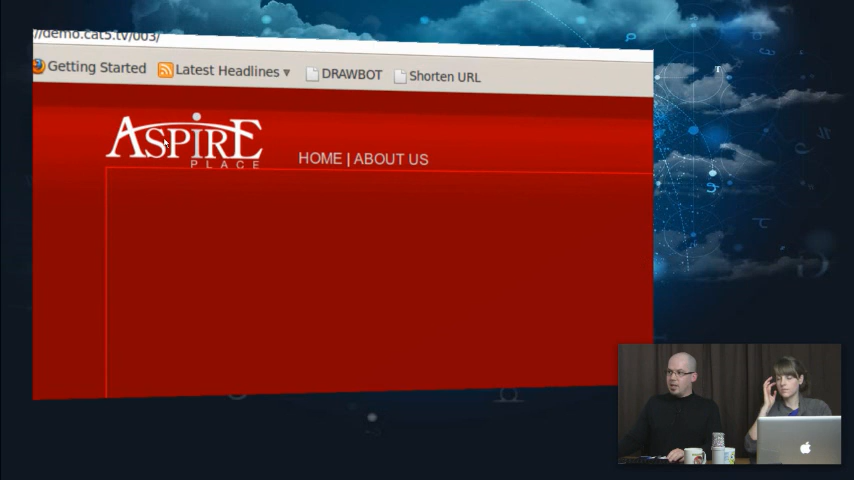 //demo.cat5.tv/003/
Getting Started Latest Headlines DRAWBOT Shorten URL
ASPIRE
PLACE
HOME | ABOUT US